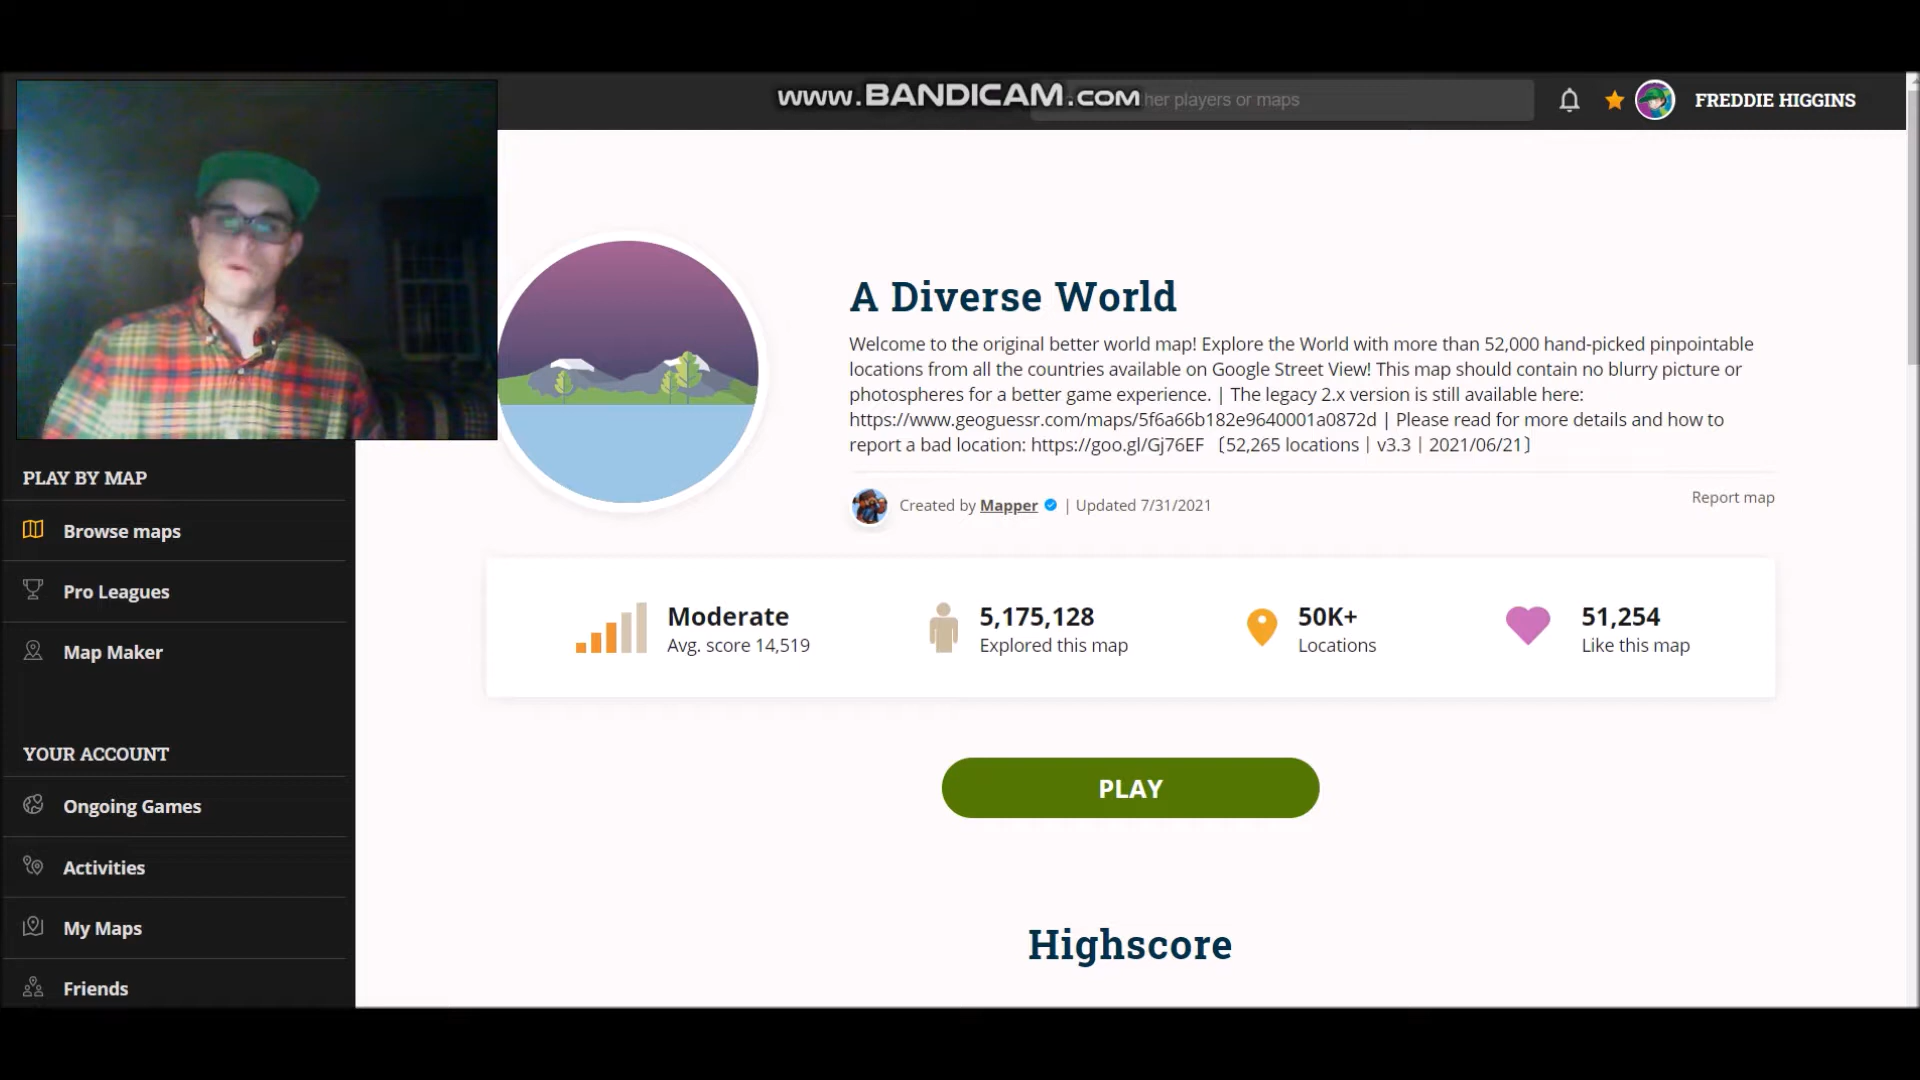 www.BANDICAM.com
her players or maps
FREDDIE HIGGINS
A Diverse World
Welcome to the original better world map! Explore the World with more than 52,000 hand-picked pinpointable
locations from all the countries available on Google Street View! This map should contain no blurry picture or
photospheres for a better game experience. | The legacy 2.x version is still available here:
https://www.geoguessr.com/maps/5f6a66b182e9640001a0872d | Please read for more details and how to
report a bad location: https://goo.gl/Gj76EF 〔52,265 locations | v3.3 | 2021/06/21〕
Created by Mapper | Updated 7/31/2021
Report map
Moderate
Avg. score 14,519
5,175,128
Explored this map
50K+
Locations
51,254
Like this map
PLAY
Highscore
PLAY BY MAP
Browse maps
Pro Leagues
Map Maker
YOUR ACCOUNT
Ongoing Games
Activities
My Maps
Friends